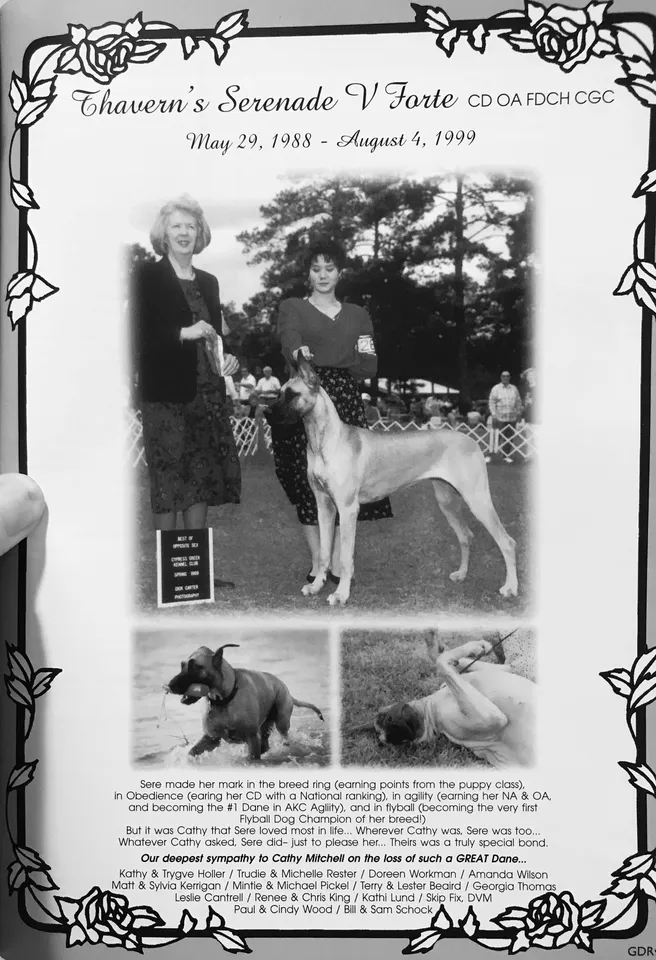 Thavern's Serenade V Forte CD OA FDCH CGC
May 29, 1988 - August 4, 1999
BEST OF
OPPOSITE SEX
CYPRESS CREEK
KENNEL CLUB
SPRING 1989
DON CARTER
PHOTOGRAPHY
Sere made her mark in the breed ring (earning points from the puppy class),
in Obedience (earing her CD with a National ranking), in agility (earning her NA & OA,
and becoming the #1 Dane in AKC Agliity), and in flyball (becoming the very first
Flyball Dog Champion of her breed!)
But it was Cathy that Sere loved most in life... Wherever Cathy was, Sere was too...
Whatever Cathy asked, Sere did– just to please her... Theirs was a truly special bond.
Our deepest sympathy to Cathy Mitchell on the loss of such a GREAT Dane...
Kathy & Trygve Holler / Trudie & Michelle Rester / Doreen Workman / Amanda Wilson
Matt & Sylvia Kerrigan / Mintie & Michael Pickel / Terry & Lester Beaird / Georgia Thomas
Leslie Cantrell / Renee & Chris King / Kathi Lund / Skip Fix, DVM
Paul & Cindy Wood / Bill & Sam Schock